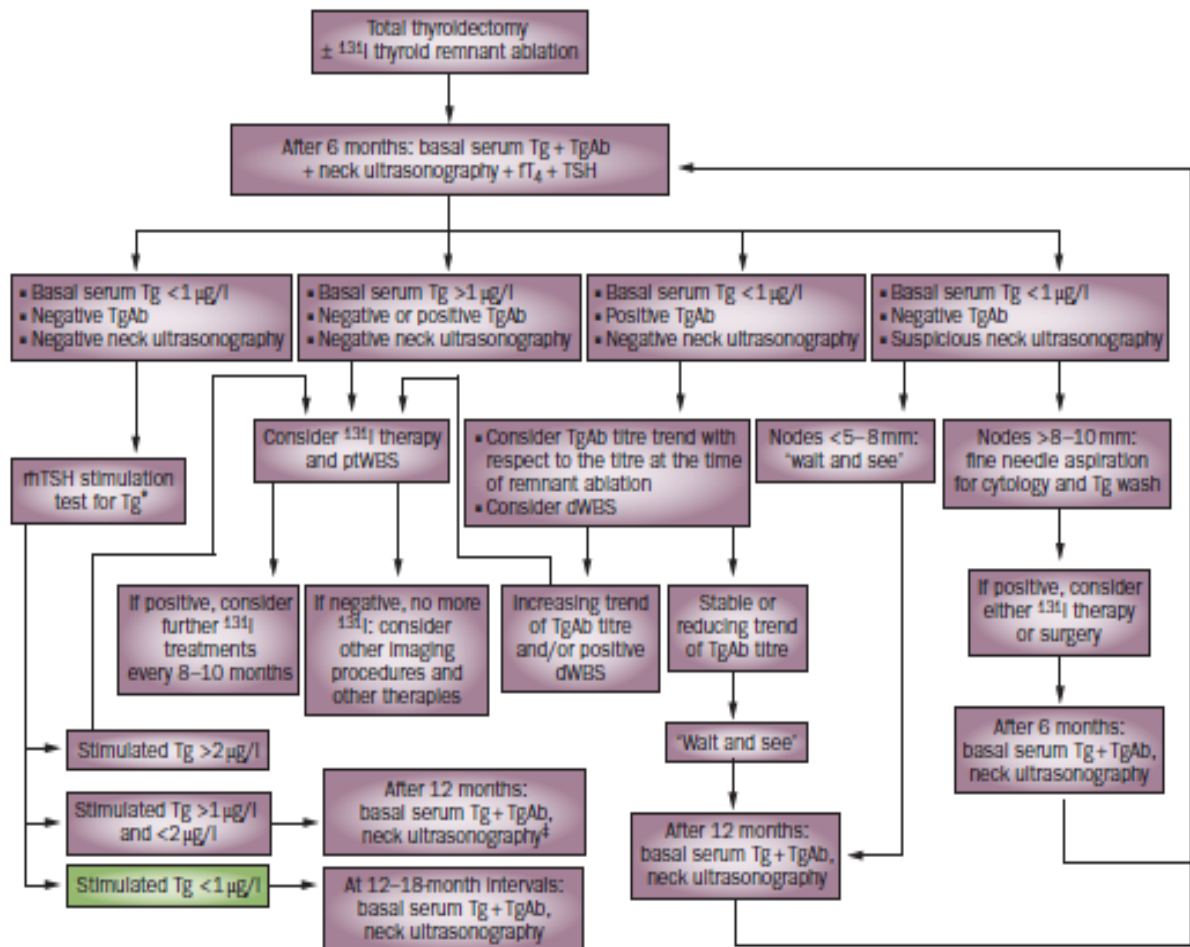 Total thyroidectomy
± ¹³¹I thyroid remnant ablation
After 6 months: basal serum Tg + TgAb
+ neck ultrasonography + fT₄ + TSH
▪ Basal serum Tg <1 µg/l
▪ Negative TgAb
▪ Negative neck ultrasonography
▪ Basal serum Tg >1 µg/l
▪ Negative or positive TgAb
▪ Negative neck ultrasonography
▪ Basal serum Tg <1 µg/l
▪ Positive TgAb
▪ Negative neck ultrasonography
▪ Basal serum Tg <1 µg/l
▪ Negative TgAb
▪ Suspicious neck ultrasonography
rhTSH stimulation
test for Tg*
Consider ¹³¹I therapy
and ptWBS
▪ Consider TgAb titre trend with
respect to the titre at the time
of remnant ablation
▪ Consider dWBS
Nodes <5–8 mm:
"wait and see"
Nodes >8–10 mm:
fine needle aspiration
for cytology and Tg wash
If positive, consider
further ¹³¹I
treatments
every 8–10 months
If negative, no more
¹³¹I: consider
other imaging
procedures and
other therapies
Increasing trend
of TgAb titre
and/or positive
dWBS
Stable or
reducing trend
of TgAb titre
If positive, consider
either ¹³¹I therapy
or surgery
Stimulated Tg >2 µg/l
"Wait and see"
After 6 months:
basal serum Tg + TgAb,
neck ultrasonography
Stimulated Tg >1 µg/l
and <2 µg/l
After 12 months:
basal serum Tg + TgAb,
neck ultrasonography‡
After 12 months:
basal serum Tg + TgAb,
neck ultrasonography
Stimulated Tg <1 µg/l
At 12–18-month intervals:
basal serum Tg + TgAb,
neck ultrasonography